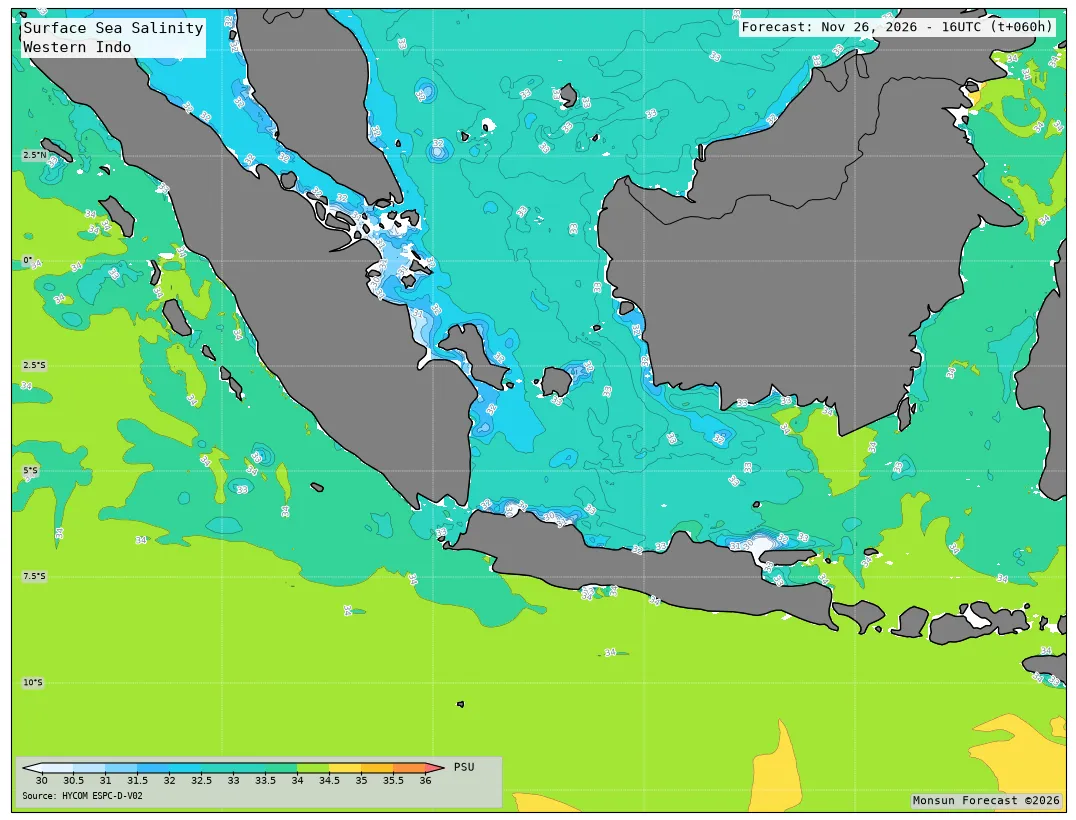 Surface Sea Salinity
Western Indo
Forecast: Nov 26, 2026 - 16UTC (t+060h)
2.5°N
0°
2.5°S
5°S
7.5°S
10°S
30 30.5 31 31.5 32 32.5 33 33.5 34 34.5 35 35.5 36 PSU
Source: HYCOM ESPC-D-V02
Monsun Forecast ©2026